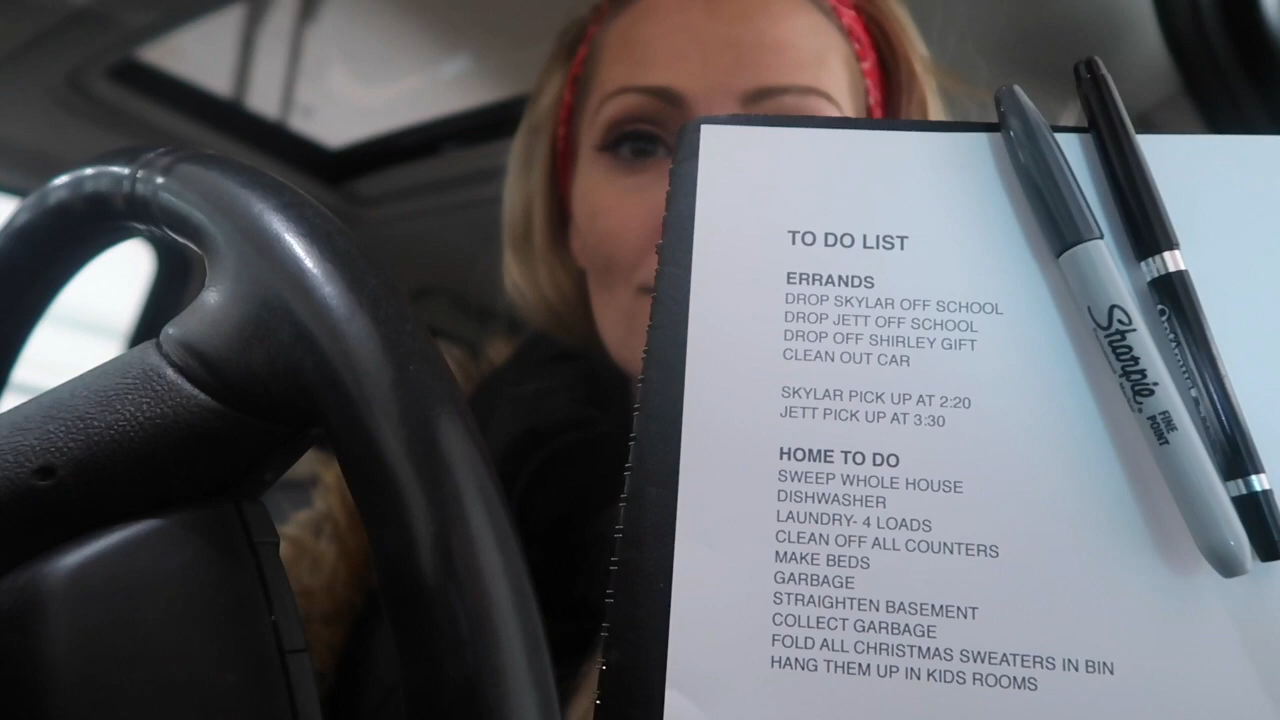 TO DO LIST
ERRANDS
DROP SKYLAR OFF SCHOOL
DROP JETT OFF SCHOOL
DROP OFF SHIRLEY GIFT
CLEAN OUT CAR
SKYLAR PICK UP AT 2:20
JETT PICK UP AT 3:30
HOME TO DO
SWEEP WHOLE HOUSE
DISHWASHER
LAUNDRY- 4 LOADS
CLEAN OFF ALL COUNTERS
MAKE BEDS
GARBAGE
STRAIGHTEN BASEMENT
COLLECT GARBAGE
FOLD ALL CHRISTMAS SWEATERS IN BIN
HANG THEM UP IN KIDS ROOMS
Sharpie
FINE
POINT